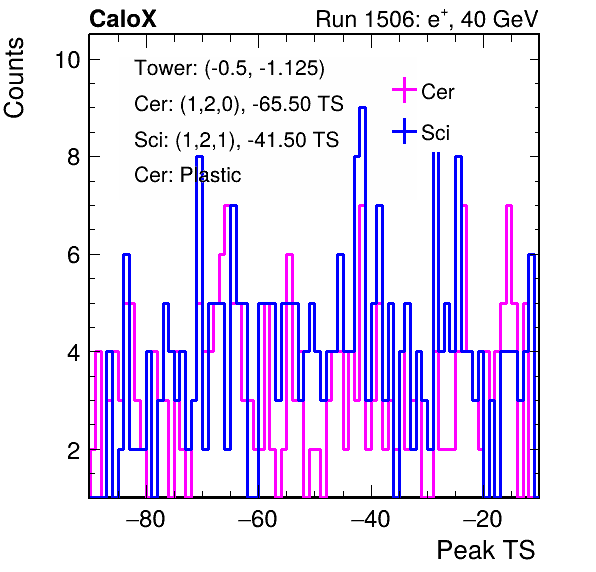 CaloX Run 1506: e+, 40 GeV
Counts
Tower: (-0.5, -1.125)
Cer: (1,2,0), -65.50 TS
Sci: (1,2,1), -41.50 TS
Cer: Plastic
Cer
Sci
10
8
6
4
2
−80 −60 −40 −20
Peak TS